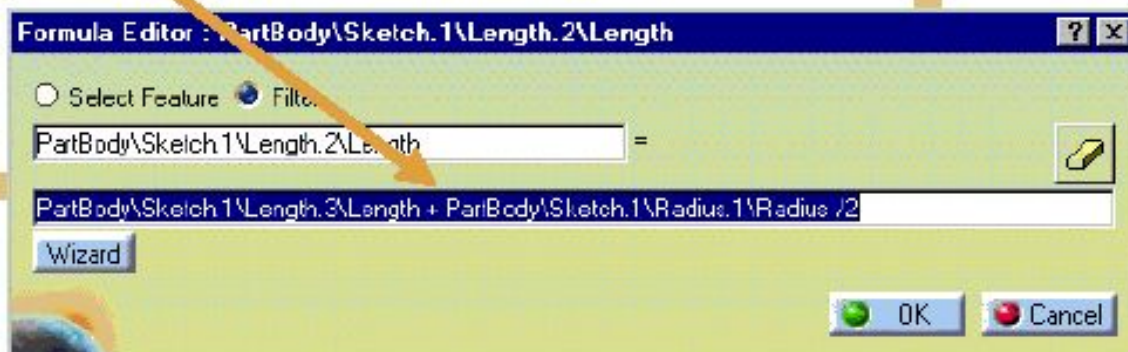 Formula Editor : PartBody\Sketch.1\Length.2\Length
Select Feature Filter
PartBody\Sketch.1\Length.2\Length =
PartBody\Sketch.1\Length.3\Length + PartBody\Sketch.1\Radius.1\Radius /2
Wizard
OK Cancel